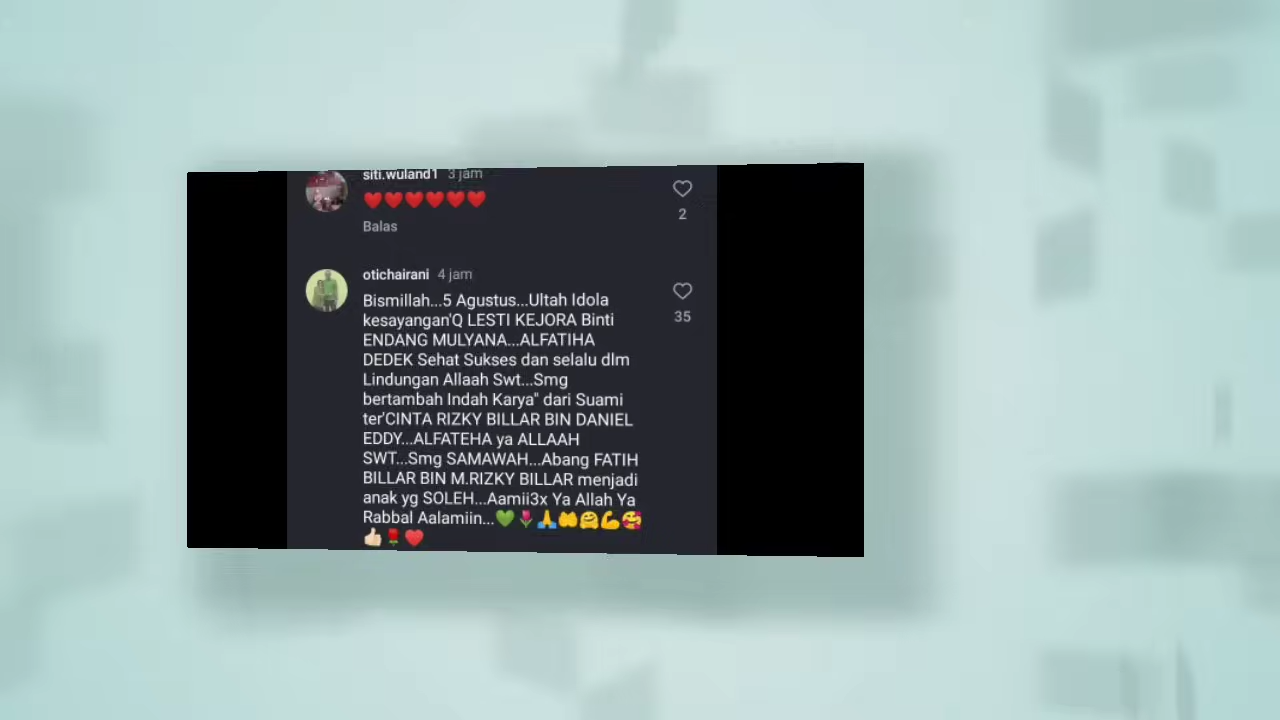 siti.wuland1 3 jam
❤️❤️❤️❤️❤️❤️
2
Balas
otichairani 4 jam
Bismillah...5 Agustus...Ultah Idola
kesayangan'Q LESTI KEJORA Binti
35
ENDANG MULYANA...ALFATIHA
DEDEK Sehat Sukses dan selalu dlm
Lindungan Allaah Swt...Smg
bertambah Indah Karya" dari Suami
ter'CINTA RIZKY BILLAR BIN DANIEL
EDDY...ALFATEHA ya ALLAAH
SWT...Smg SAMAWAH...Abang FATIH
BILLAR BIN M.RIZKY BILLAR menjadi
anak yg SOLEH...Aamii3x Ya Allah Ya
Rabbal Aalamiin...💚🌷🙏🤲🤗💪🥰
👍🏻🌹❤️